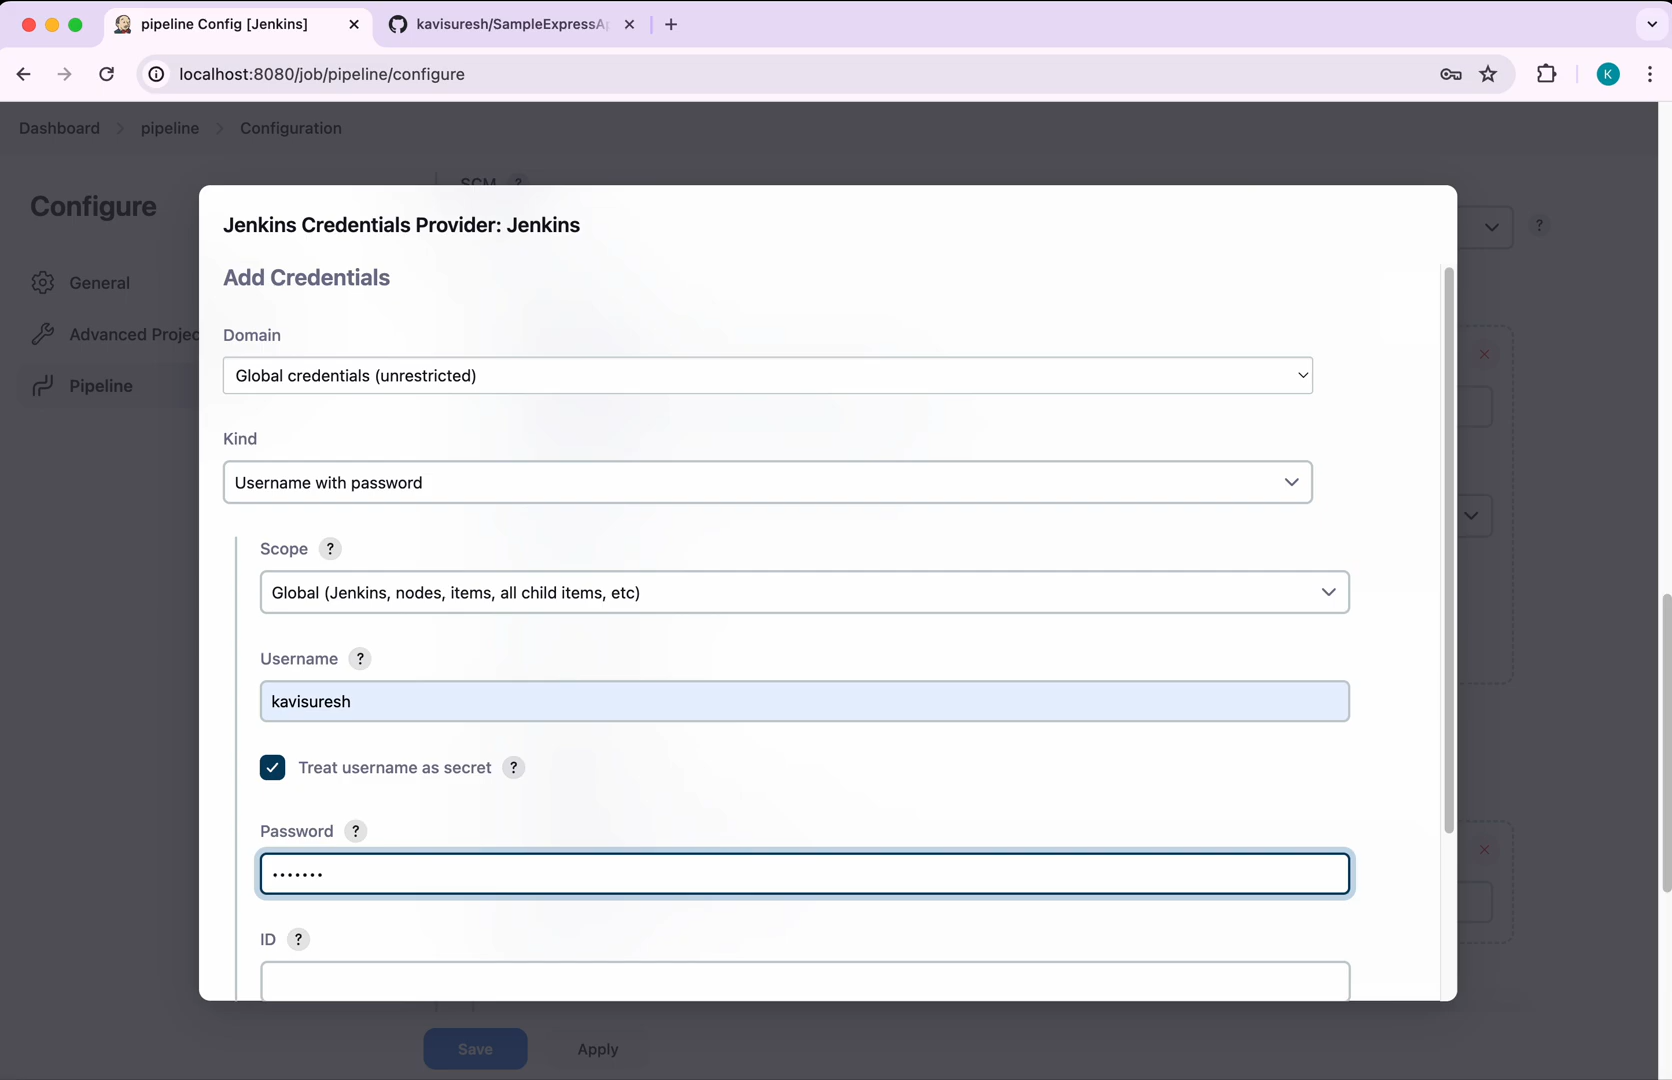 pipeline Config [Jenkins]
kavisuresh/SampleExpressAp
localhost:8080/job/pipeline/configure
K
Dashboard
pipeline
Configuration
SCM ?
Configure
?
General
Advanced Projec
Pipeline
Jenkins Credentials Provider: Jenkins
Add Credentials
Domain
Global credentials (unrestricted)
Kind
Username with password
Scope ?
Global (Jenkins, nodes, items, all child items, etc)
Username ?
kavisuresh
Treat username as secret ?
Password ?
·······
ID ?
Save
Apply